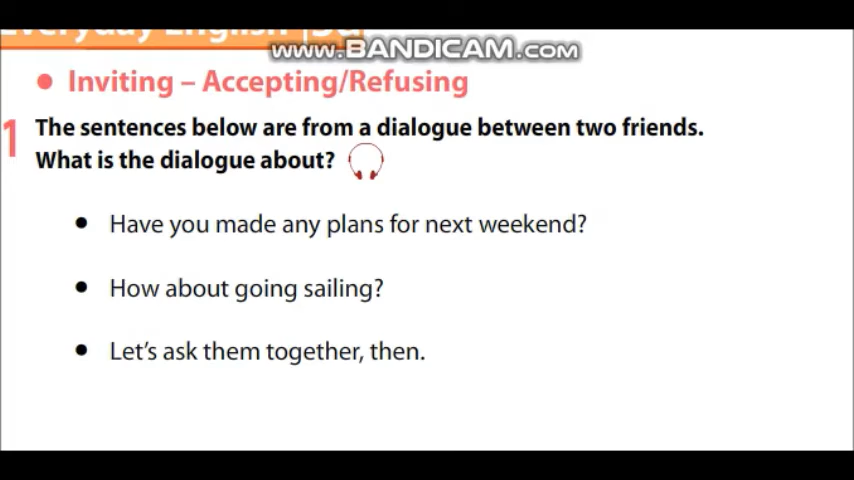 Everyday English
www.BANDICAM.com
• Inviting – Accepting/Refusing
1 The sentences below are from a dialogue between two friends.
What is the dialogue about?
• Have you made any plans for next weekend?
• How about going sailing?
• Let's ask them together, then.